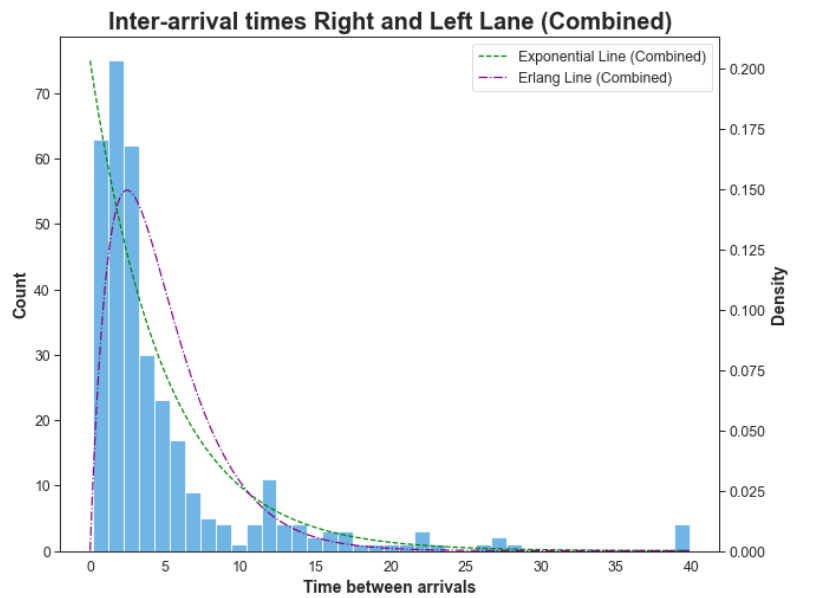 Inter-arrival times Right and Left Lane (Combined)
Exponential Line (Combined)
Erlang Line (Combined)
Count
70
60
50
40
30
20
10
0
0.200
0.175
0.150
0.125
0.100
0.075
0.050
0.025
0.000
Density
0 5 10 15 20 25 30 35 40
Time between arrivals